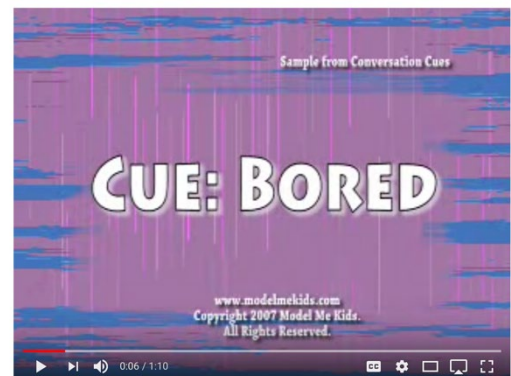 Sample from Conversation Cues
CUE: BORED
www.modelmekids.com
Copyright 2007 Model Me Kids.
All Rights Reserved.
0:06 / 1:10
CC